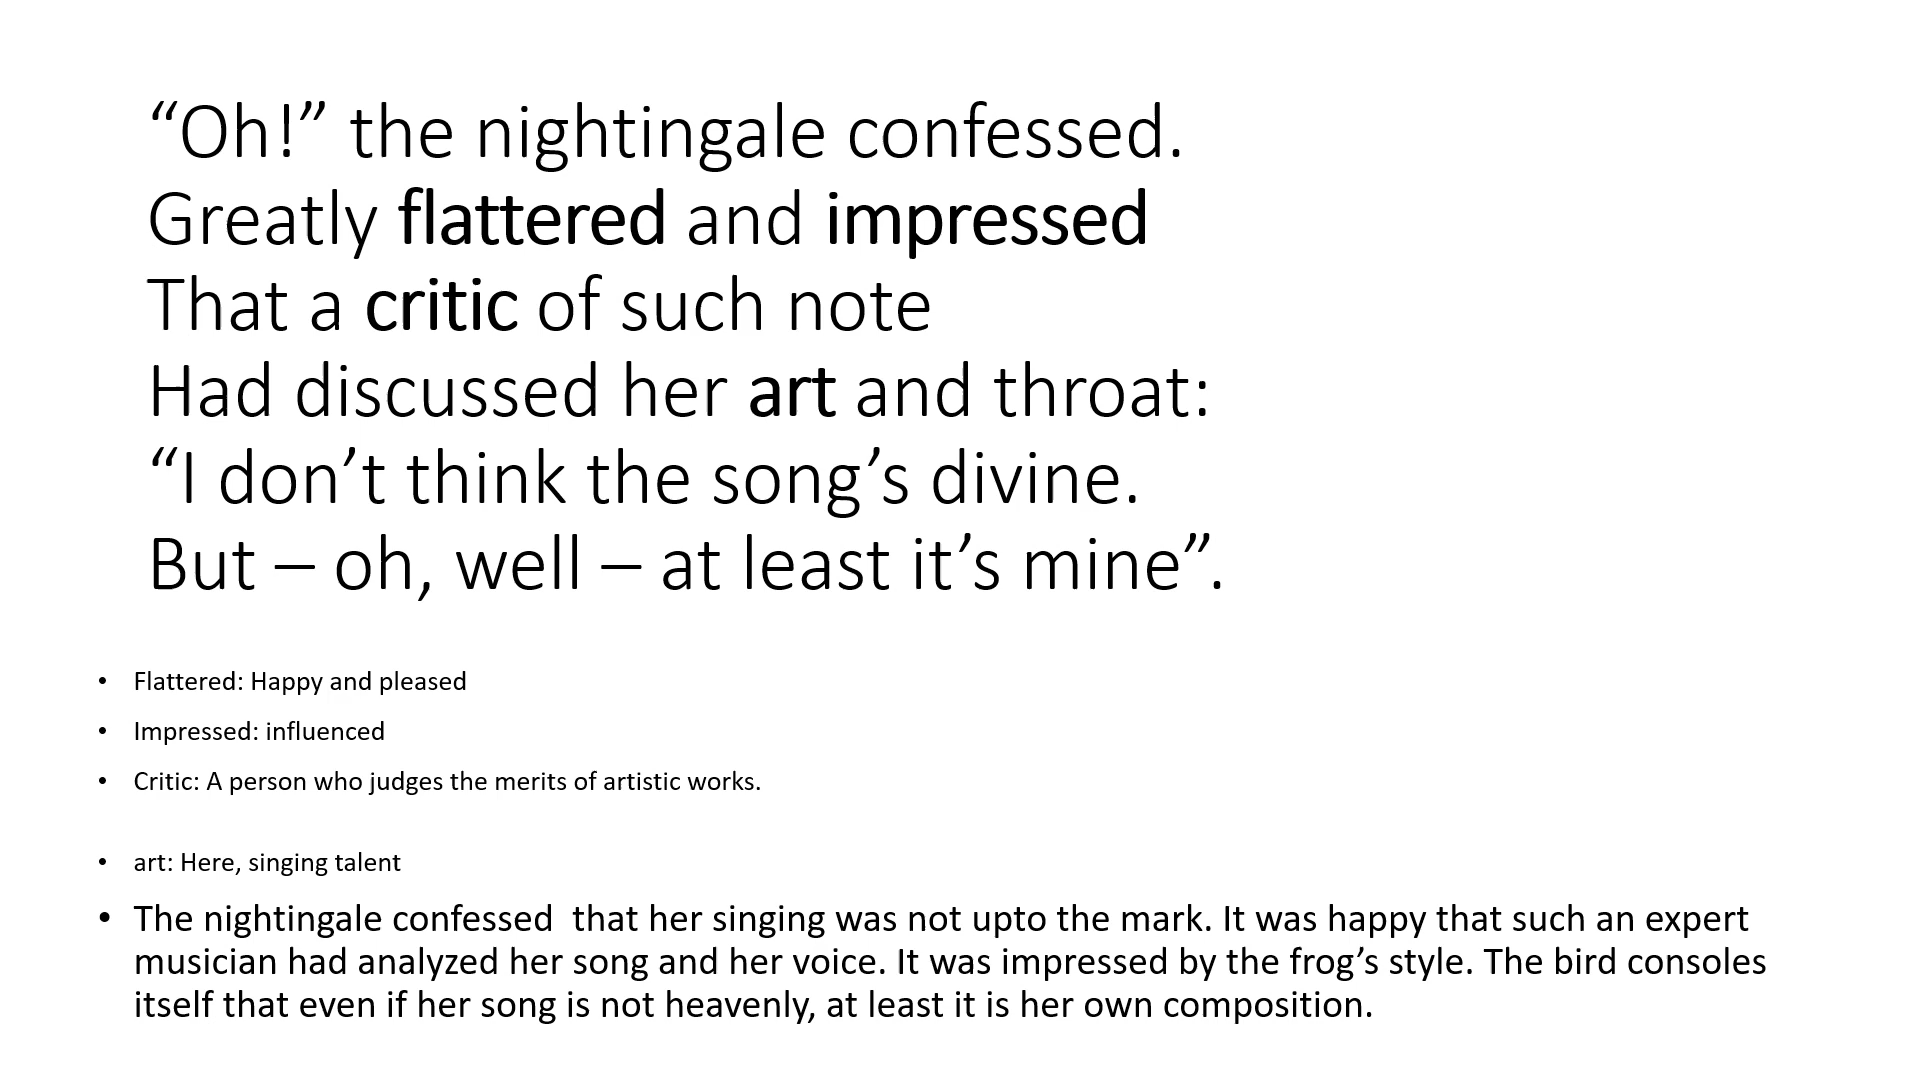 “Oh!” the nightingale confessed.
Greatly flattered and impressed
That a critic of such note
Had discussed her art and throat:
“I don’t think the song’s divine.
But – oh, well – at least it’s mine”.
• Flattered: Happy and pleased
• Impressed: influenced
• Critic: A person who judges the merits of artistic works.
• art: Here, singing talent
• The nightingale confessed  that her singing was not upto the mark. It was happy that such an expert
musician had analyzed her song and her voice. It was impressed by the frog’s style. The bird consoles
itself that even if her song is not heavenly, at least it is her own composition.